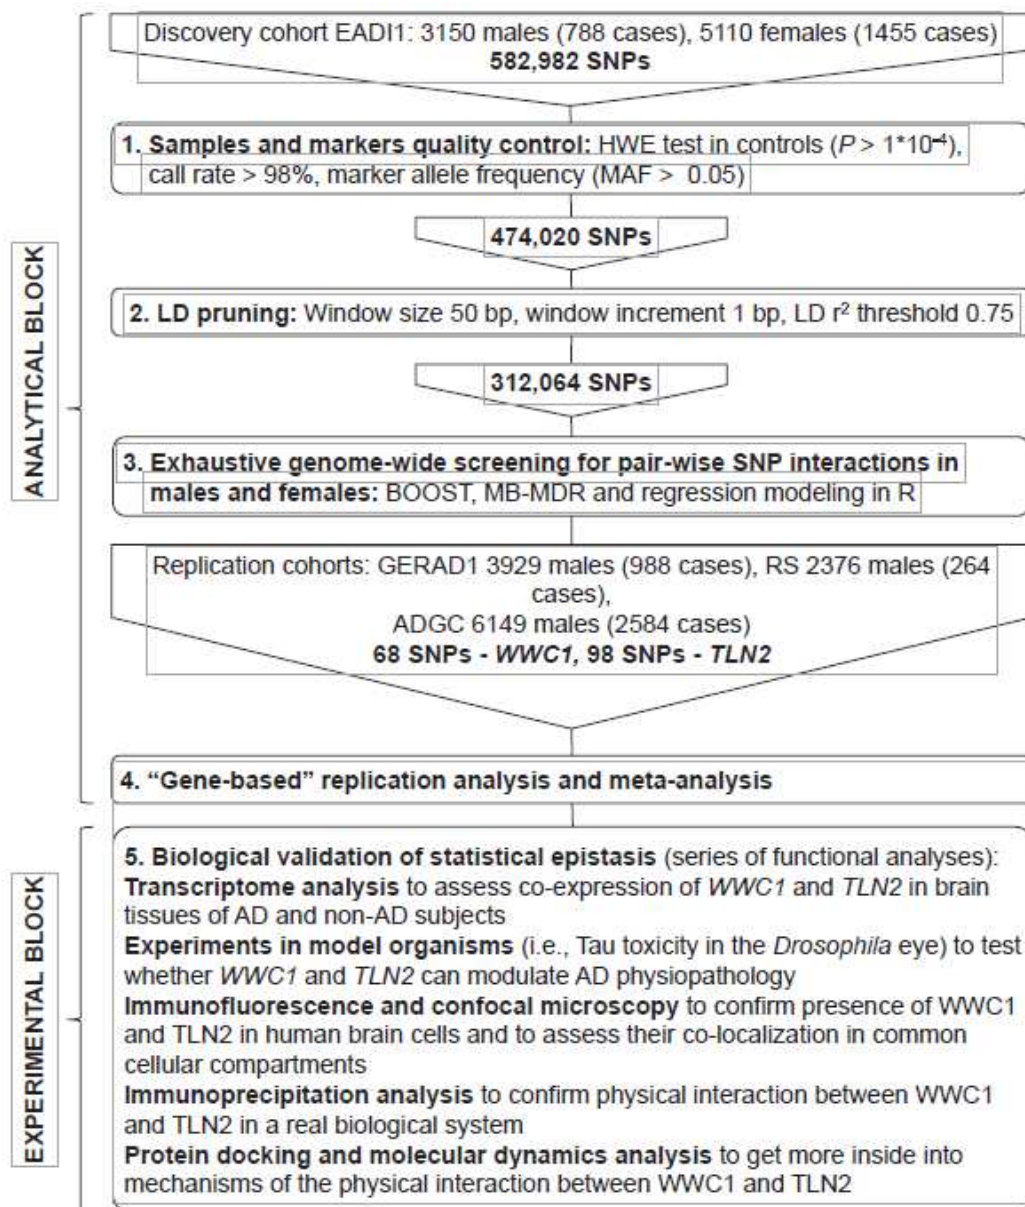 Discovery cohort EADI1: 3150 males (788 cases), 5110 females (1455 cases)
582,982 SNPs
ANALYTICAL BLOCK
1. Samples and markers quality control: HWE test in controls (P > 1*10⁻⁴),
call rate > 98%, marker allele frequency (MAF > 0.05)
474,020 SNPs
2. LD pruning: Window size 50 bp, window increment 1 bp, LD r² threshold 0.75
312,064 SNPs
3. Exhaustive genome-wide screening for pair-wise SNP interactions in
males and females: BOOST, MB-MDR and regression modeling in R
Replication cohorts: GERAD1 3929 males (988 cases), RS 2376 males (264
cases),
ADGC 6149 males (2584 cases)
68 SNPs - WWC1, 98 SNPs - TLN2
4. “Gene-based” replication analysis and meta-analysis
EXPERIMENTAL BLOCK
5. Biological validation of statistical epistasis (series of functional analyses):
Transcriptome analysis to assess co-expression of WWC1 and TLN2 in brain
tissues of AD and non-AD subjects
Experiments in model organisms (i.e., Tau toxicity in the Drosophila eye) to test
whether WWC1 and TLN2 can modulate AD physiopathology
Immunofluorescence and confocal microscopy to confirm presence of WWC1
and TLN2 in human brain cells and to assess their co-localization in common
cellular compartments
Immunoprecipitation analysis to confirm physical interaction between WWC1
and TLN2 in a real biological system
Protein docking and molecular dynamics analysis to get more inside into
mechanisms of the physical interaction between WWC1 and TLN2